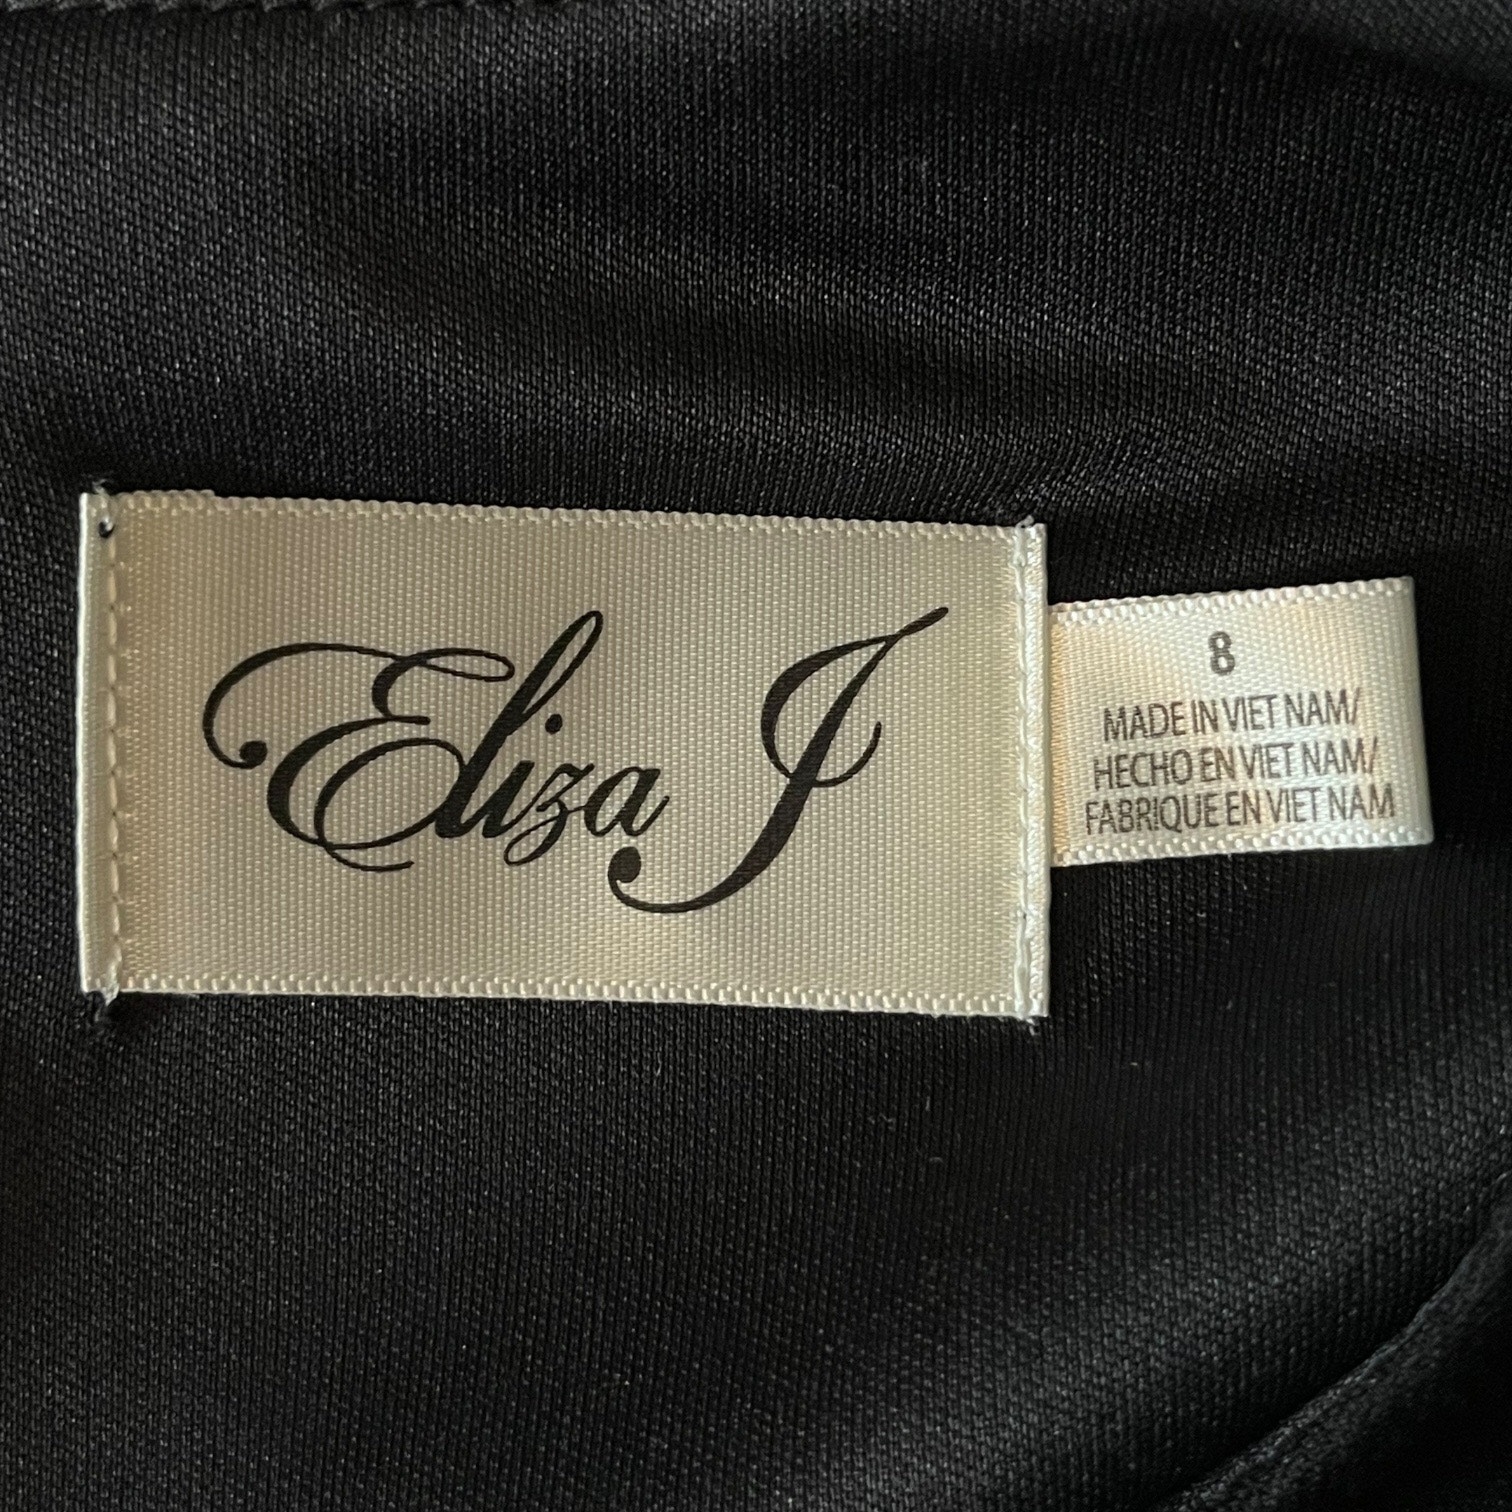 Eliza J
8
MADE IN VIET NAM/
HECHO EN VIET NAM/
FABRIQUE EN VIET NAM